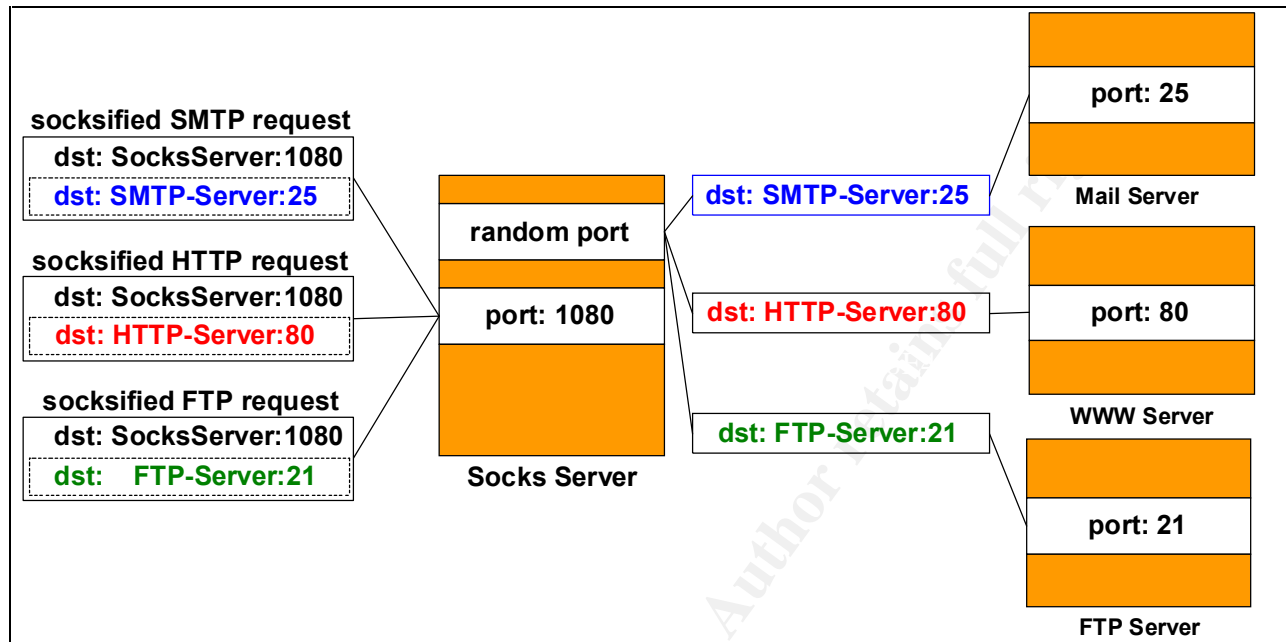 socksified SMTP request
dst: SocksServer:1080
dst: SMTP-Server:25
socksified HTTP request
dst: SocksServer:1080
dst: HTTP-Server:80
socksified FTP request
dst: SocksServer:1080
dst: FTP-Server:21
random port
port: 1080
Socks Server
dst: SMTP-Server:25
dst: HTTP-Server:80
dst: FTP-Server:21
port: 25
Mail Server
port: 80
WWW Server
port: 21
FTP Server
Author retains full